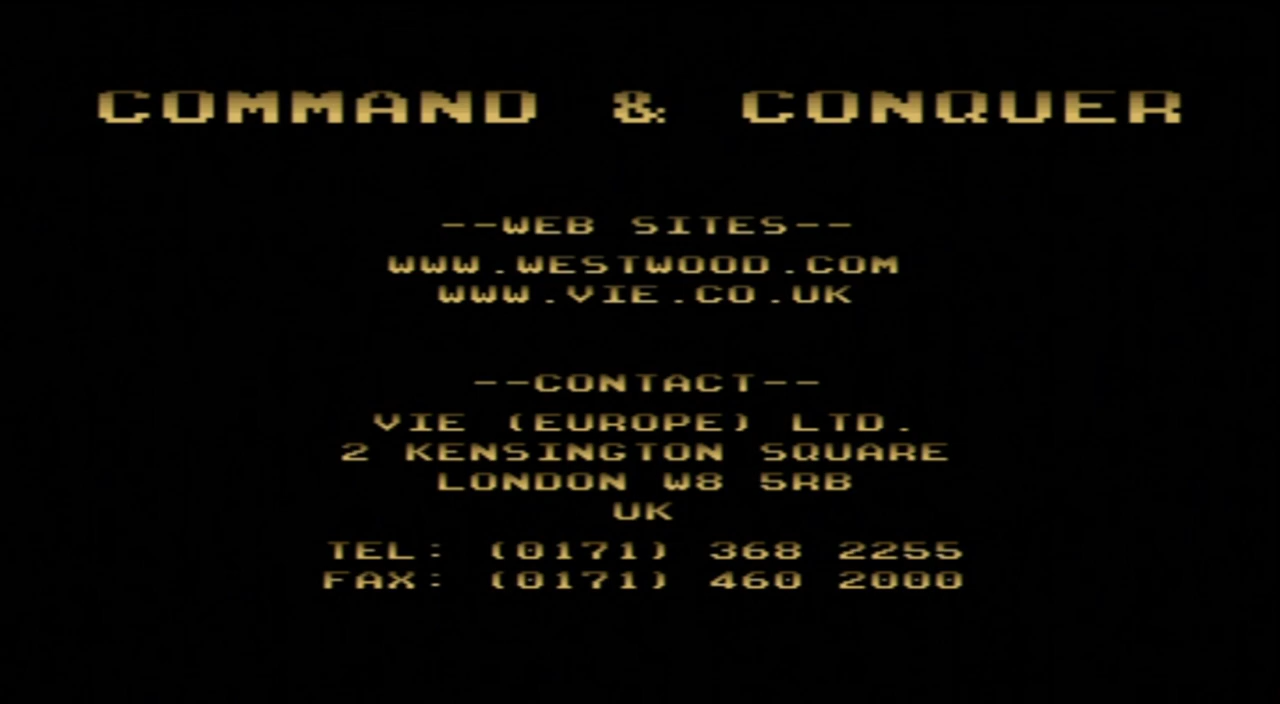 COMMAND & CONQUER
--WEB SITES--
WWW.WESTWOOD.COM
WWW.VIE.CO.UK
--CONTACT--
VIE (EUROPE) LTD.
2 KENSINGTON SQUARE
LONDON W8 5RB
UK
TEL: (0171) 368 2255
FAX: (0171) 460 2000